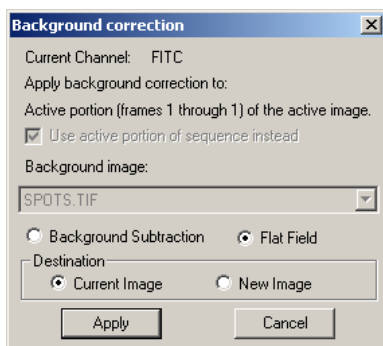 Background correction
Current Channel: FITC
Apply background correction to:
Active portion (frames 1 through 1) of the active image.
Use active portion of sequence instead
Background image:
SPOTS.TIF
Background Subtraction Flat Field
Destination
Current Image New Image
Apply Cancel